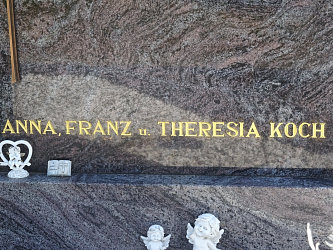 ANNA, FRANZ u. THERESIA KOCH